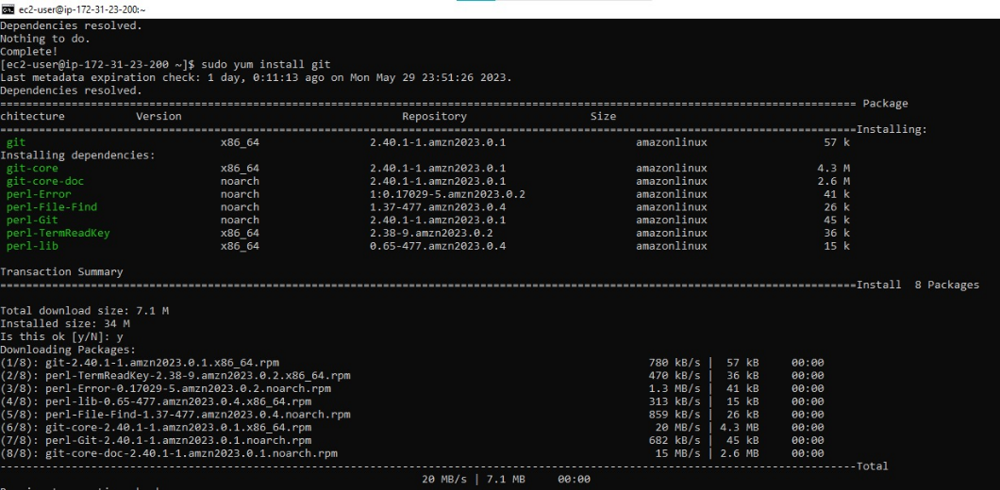 ec2-user@ip-172-31-23-200:~
Dependencies resolved.
Nothing to do.
Complete!
[ec2-user@ip-172-31-23-200 ~]$ sudo yum install git
Last metadata expiration check: 1 day, 0:11:13 ago on Mon May 29 23:51:26 2023.
Dependencies resolved.
================================================================================ Package
chitecture Version Repository Size
================================================================================Installing:
git x86_64 2.40.1-1.amzn2023.0.1 amazonlinux 57 k
Installing dependencies:
git-core x86_64 2.40.1-1.amzn2023.0.1 amazonlinux 4.3 M
git-core-doc noarch 2.40.1-1.amzn2023.0.1 amazonlinux 2.6 M
perl-Error noarch 1:0.17029-5.amzn2023.0.2 amazonlinux 41 k
perl-File-Find noarch 1.37-477.amzn2023.0.4 amazonlinux 26 k
perl-Git noarch 2.40.1-1.amzn2023.0.1 amazonlinux 45 k
perl-TermReadKey x86_64 2.38-9.amzn2023.0.2 amazonlinux 36 k
perl-lib x86_64 0.65-477.amzn2023.0.4 amazonlinux 15 k
Transaction Summary
================================================================================Install 8 Packages
Total download size: 7.1 M
Installed size: 34 M
Is this ok [y/N]: y
Downloading Packages:
(1/8): git-2.40.1-1.amzn2023.0.1.x86_64.rpm 780 kB/s | 57 kB 00:00
(2/8): perl-TermReadKey-2.38-9.amzn2023.0.2.x86_64.rpm 470 kB/s | 36 kB 00:00
(3/8): perl-Error-0.17029-5.amzn2023.0.2.noarch.rpm 1.3 MB/s | 41 kB 00:00
(4/8): perl-lib-0.65-477.amzn2023.0.4.x86_64.rpm 313 kB/s | 15 kB 00:00
(5/8): perl-File-Find-1.37-477.amzn2023.0.4.noarch.rpm 859 kB/s | 26 kB 00:00
(6/8): git-core-2.40.1-1.amzn2023.0.1.x86_64.rpm 20 MB/s | 4.3 MB 00:00
(7/8): perl-Git-2.40.1-1.amzn2023.0.1.noarch.rpm 682 kB/s | 45 kB 00:00
(8/8): git-core-doc-2.40.1-1.amzn2023.0.1.noarch.rpm 15 MB/s | 2.6 MB 00:00
--------------------------------------------------------------------------------Total
20 MB/s | 7.1 MB 00:00